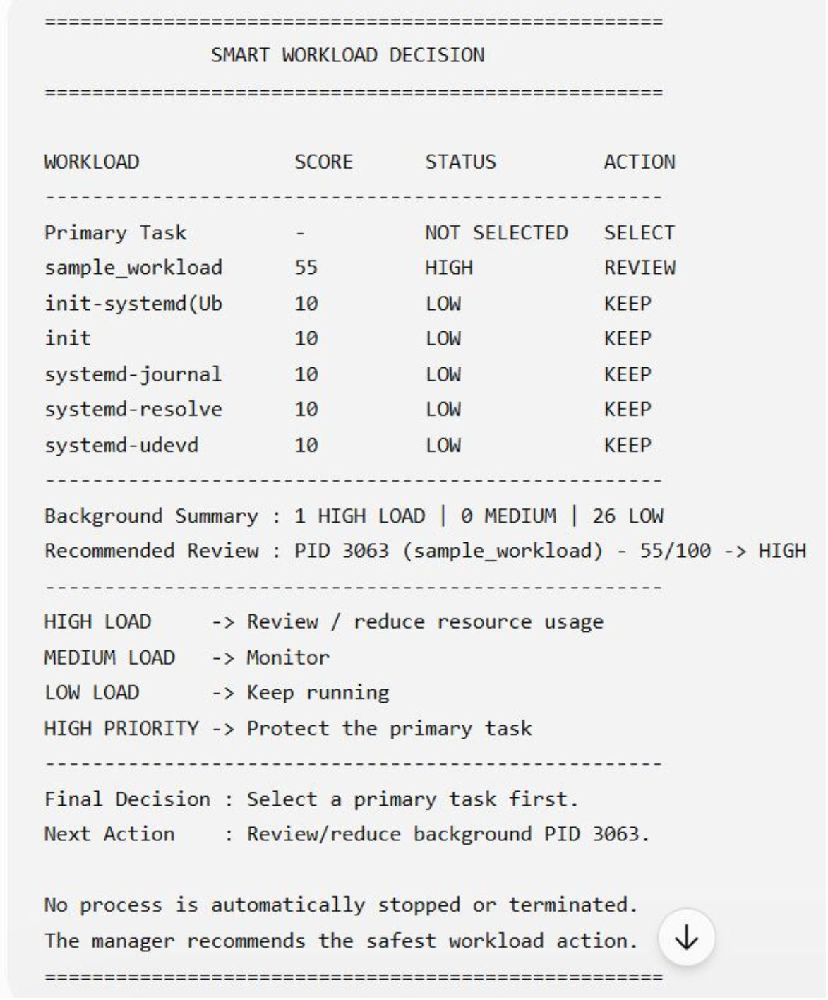 ====================================================
SMART WORKLOAD DECISION
====================================================
WORKLOAD SCORE STATUS ACTION
----------------------------------------------------
Primary Task - NOT SELECTED SELECT
sample_workload 55 HIGH REVIEW
init-systemd(Ub 10 LOW KEEP
init 10 LOW KEEP
systemd-journal 10 LOW KEEP
systemd-resolve 10 LOW KEEP
systemd-udevd 10 LOW KEEP
----------------------------------------------------
Background Summary : 1 HIGH LOAD | 0 MEDIUM | 26 LOW
Recommended Review : PID 3063 (sample_workload) - 55/100 -> HIGH
----------------------------------------------------
HIGH LOAD -> Review / reduce resource usage
MEDIUM LOAD -> Monitor
LOW LOAD -> Keep running
HIGH PRIORITY -> Protect the primary task
----------------------------------------------------
Final Decision : Select a primary task first.
Next Action : Review/reduce background PID 3063.
No process is automatically stopped or terminated.
The manager recommends the safest workload action.
====================================================